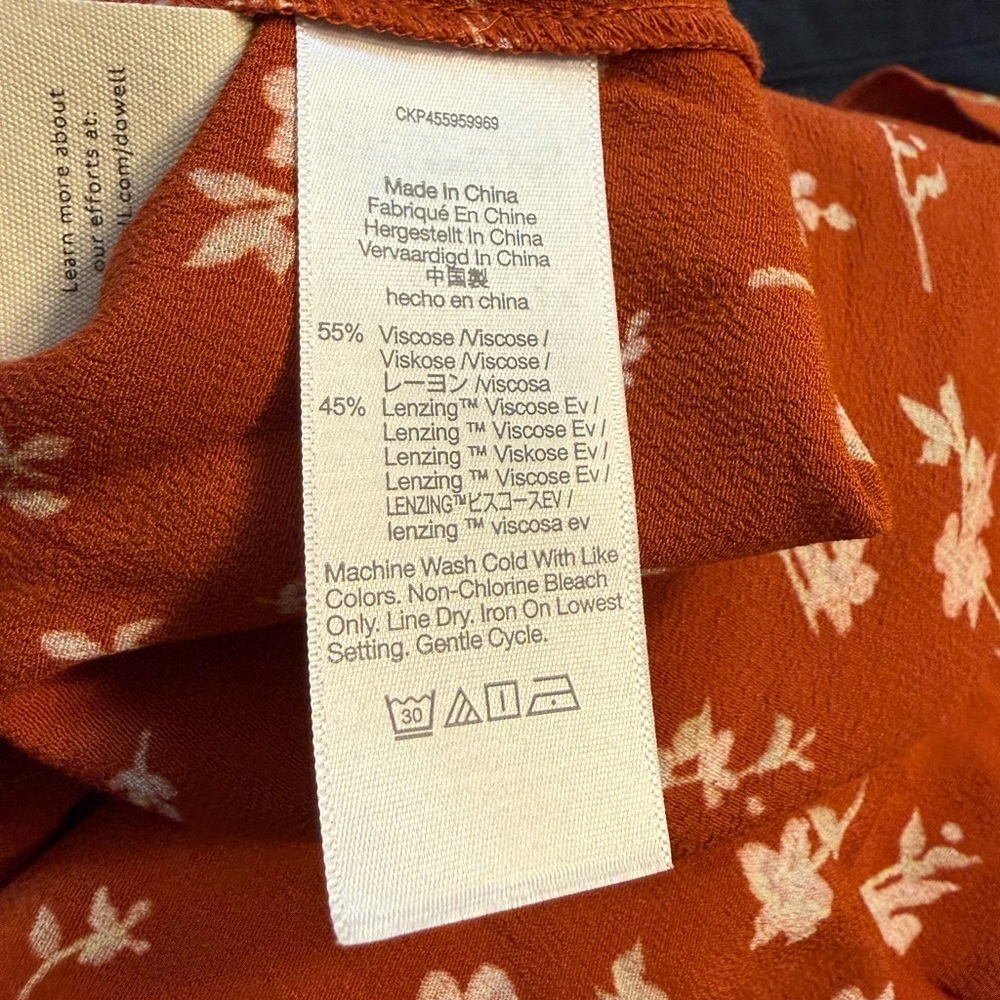 Learn more about
our efforts at:
L.com/dowell
CKP455959969
Made In China
Fabriqué En Chine
Hergestellt In China
Vervaardigd In China
中国製
hecho en china
55% Viscose /Viscose /
Viskose /Viscose /
レーヨン /viscosa
45% Lenzing™ Viscose Ev /
Lenzing ™ Viscose Ev /
Lenzing ™ Viskose Ev /
Lenzing ™ Viscose Ev /
LENZING™ビスコースEV /
lenzing ™ viscosa ev
Machine Wash Cold With Like
Colors. Non-Chlorine Bleach
Only. Line Dry. Iron On Lowest
Setting. Gentle Cycle.
30